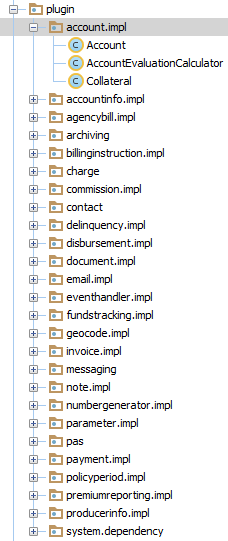 plugin
account.impl
Account
AccountEvaluationCalculator
Collateral
accountinfo.impl
agencybill.impl
archiving
billinginstruction.impl
charge
commission.impl
contact
delinquency.impl
disbursement.impl
document.impl
email.impl
eventhandler.impl
fundstracking.impl
geocode.impl
invoice.impl
messaging
note.impl
numbergenerator.impl
parameter.impl
pas
payment.impl
policyperiod.impl
premiumreporting.impl
producerinfo.impl
system.dependency